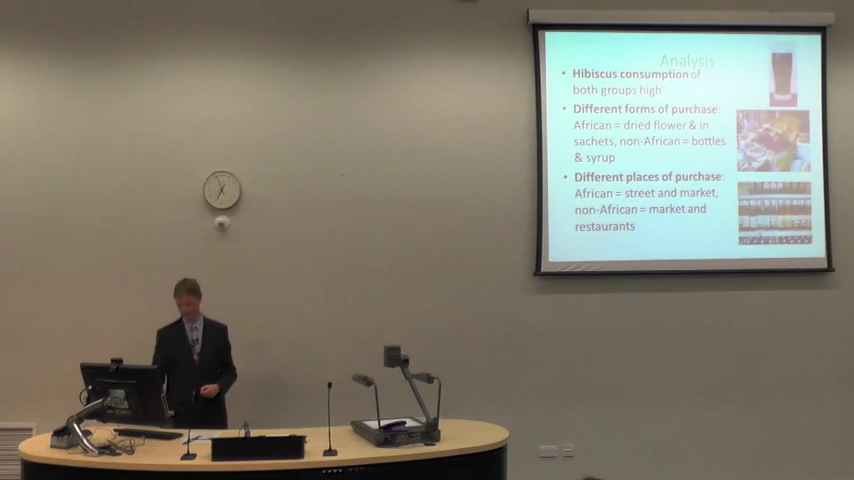 Analysis
• Hibiscus consumption of
both groups high
• Different forms of purchase:
African = dried flower & in
sachets, non-African = bottles
& syrup
• Different places of purchase:
African = street and market,
non-African = market and
restaurants